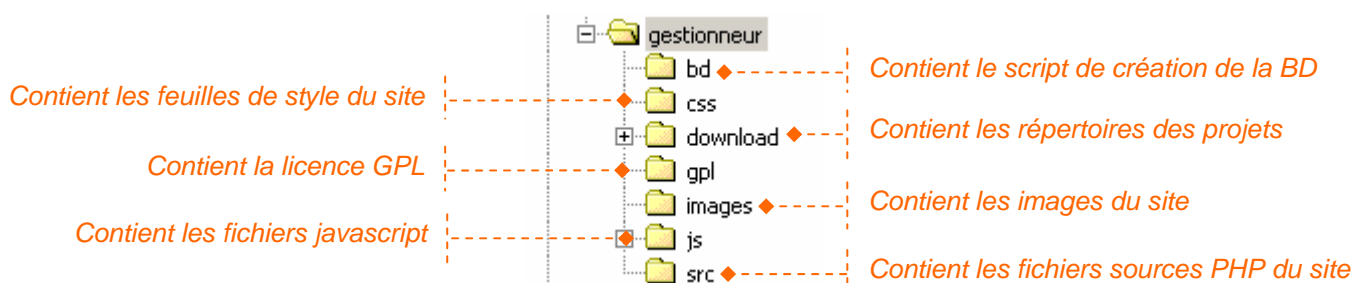 gestionneur
bd
Contient le script de création de la BD
Contient les feuilles de style du site
css
download
Contient les répertoires des projets
Contient la licence GPL
gpl
images
Contient les images du site
Contient les fichiers javascript
js
src
Contient les fichiers sources PHP du site